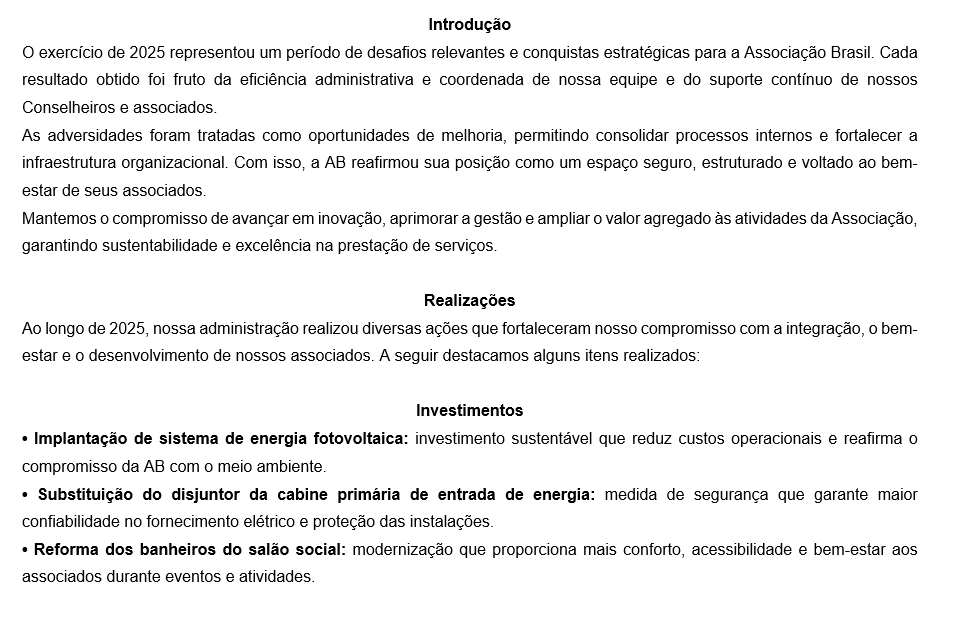 Introdução
O exercício de 2025 representou um período de desafios relevantes e conquistas estratégicas para a Associação Brasil. Cada
resultado obtido foi fruto da eficiência administrativa e coordenada de nossa equipe e do suporte contínuo de nossos
Conselheiros e associados.
As adversidades foram tratadas como oportunidades de melhoria, permitindo consolidar processos internos e fortalecer a
infraestrutura organizacional. Com isso, a AB reafirmou sua posição como um espaço seguro, estruturado e voltado ao bem-
estar de seus associados.
Mantemos o compromisso de avançar em inovação, aprimorar a gestão e ampliar o valor agregado às atividades da Associação,
garantindo sustentabilidade e excelência na prestação de serviços.
Realizações
Ao longo de 2025, nossa administração realizou diversas ações que fortaleceram nosso compromisso com a integração, o bem-
estar e o desenvolvimento de nossos associados. A seguir destacamos alguns itens realizados:
Investimentos
• Implantação de sistema de energia fotovoltaica: investimento sustentável que reduz custos operacionais e reafirma o
compromisso da AB com o meio ambiente.
• Substituição do disjuntor da cabine primária de entrada de energia: medida de segurança que garante maior
confiabilidade no fornecimento elétrico e proteção das instalações.
• Reforma dos banheiros do salão social: modernização que proporciona mais conforto, acessibilidade e bem-estar aos
associados durante eventos e atividades.